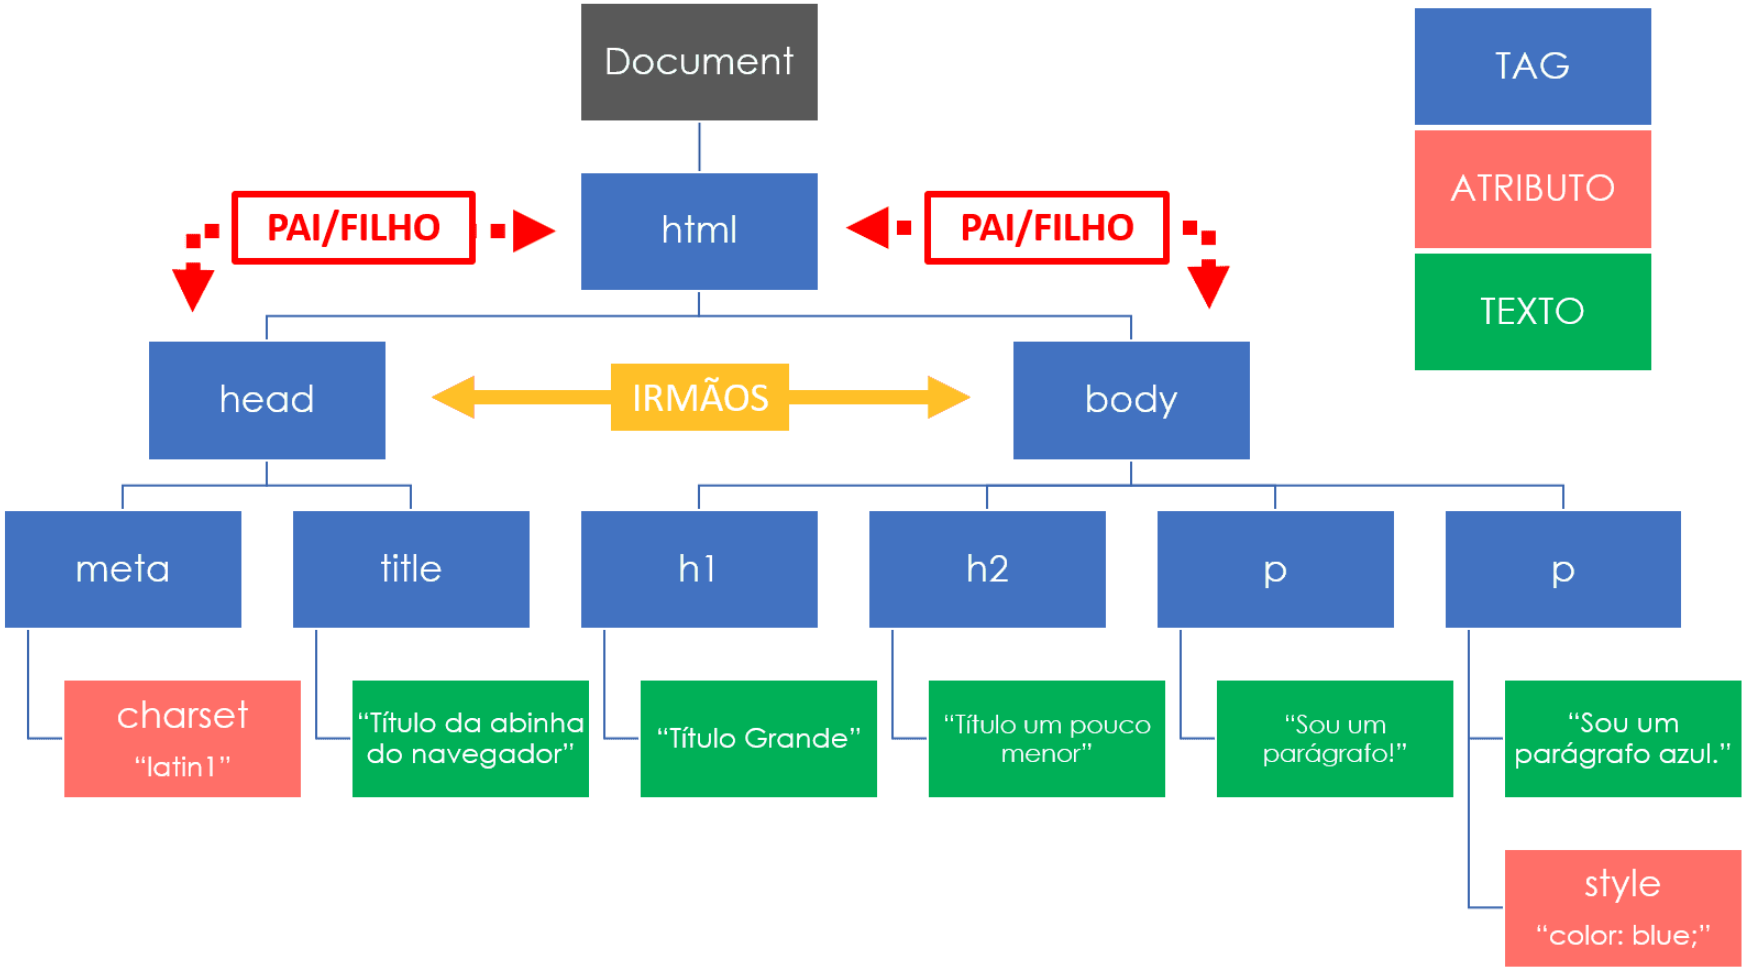 Document
TAG
ATRIBUTO
TEXTO
PAI/FILHO
html
PAI/FILHO
head
IRMÃOS
body
meta
title
h1
h2
p
p
charset
“latin1”
“Título da abinha
do navegador”
“Título Grande”
“Título um pouco
menor”
“Sou um
parágrafo!”
“Sou um
parágrafo azul.”
style
“color: blue;”